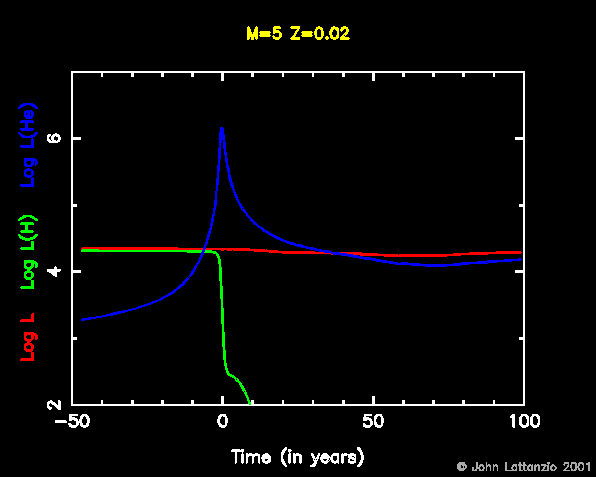 M=5 Z=0.02
Log L Log L(H) Log L(He)
6
4
2
-50 0 50 100
Time (in years)
© John Lattanzio 2001